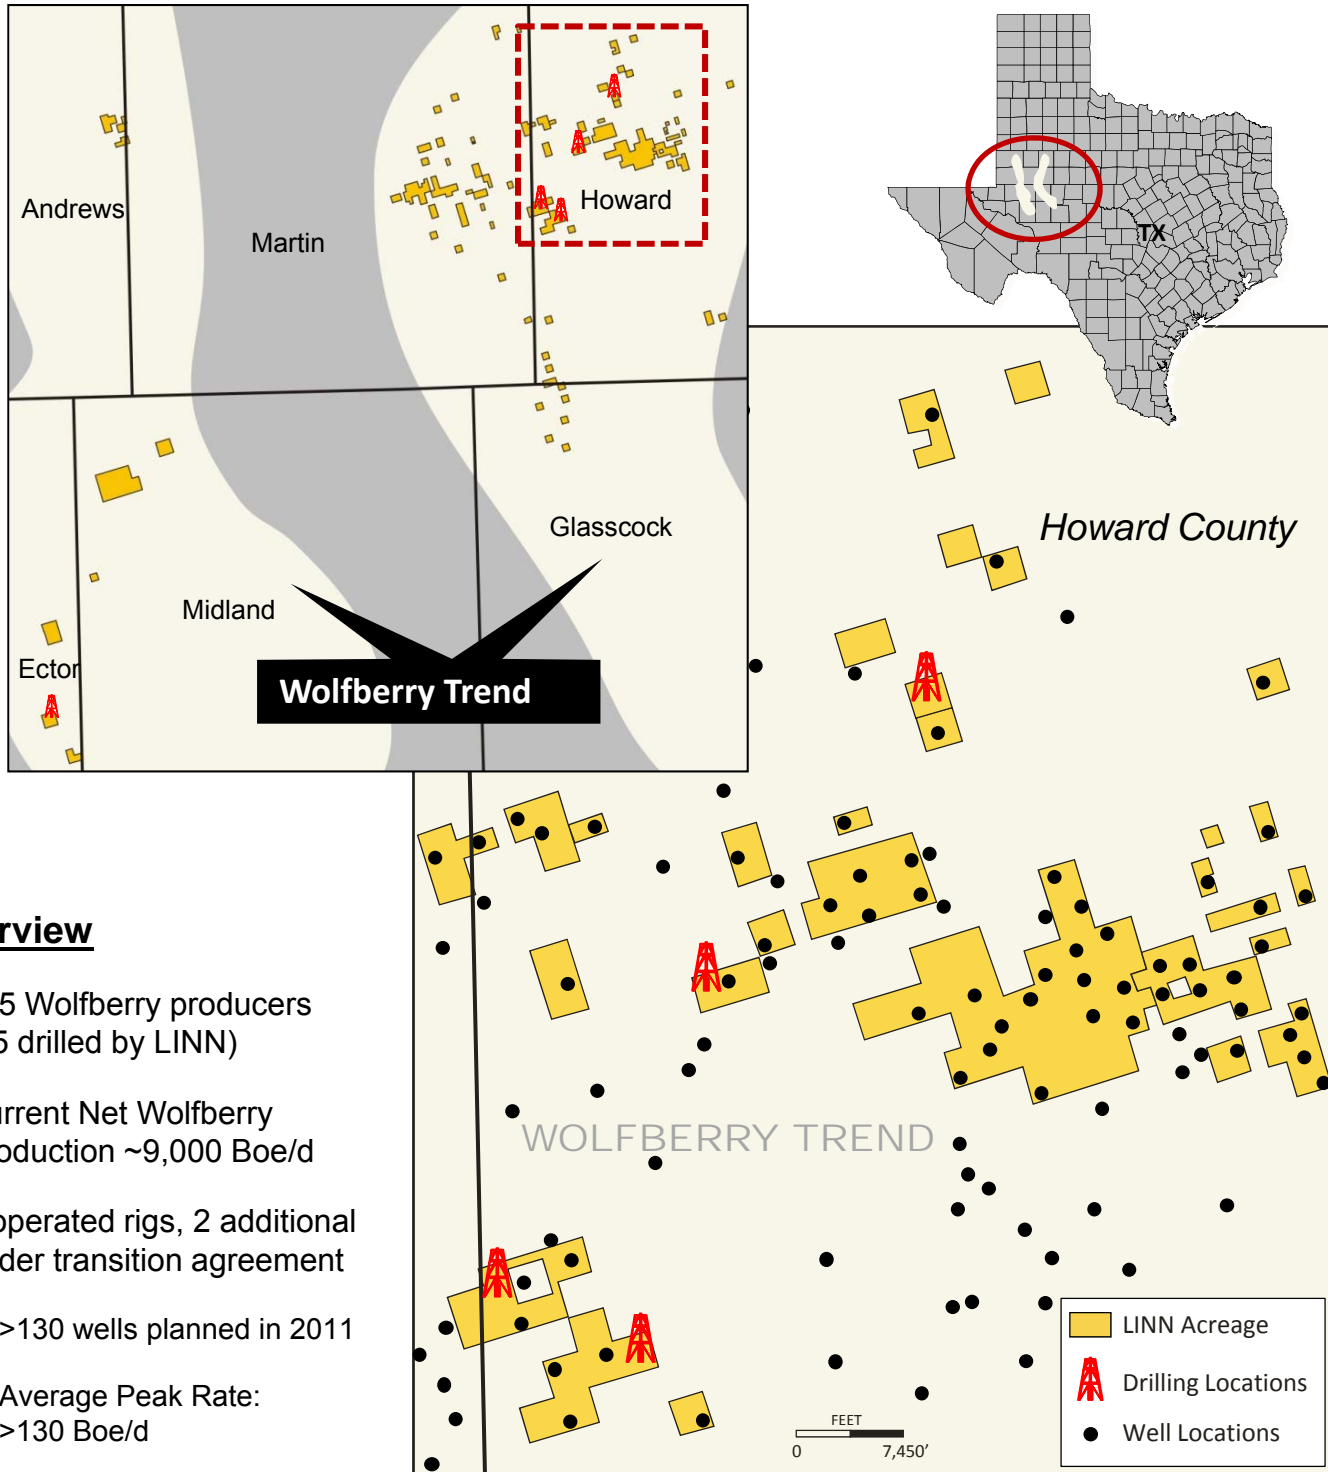 Andrews
Martin
Howard
Glasscock
Midland
Ector
Wolfberry Trend
TX
Howard County
rview
5 Wolfberry producers
5 drilled by LINN)
urrent Net Wolfberry
oduction ~9,000 Boe/d
operated rigs, 2 additional
der transition agreement
>130 wells planned in 2011
Average Peak Rate:
>130 Boe/d
WOLFBERRY TREND
FEET
0 7,450’
LINN Acreage
Drilling Locations
Well Locations